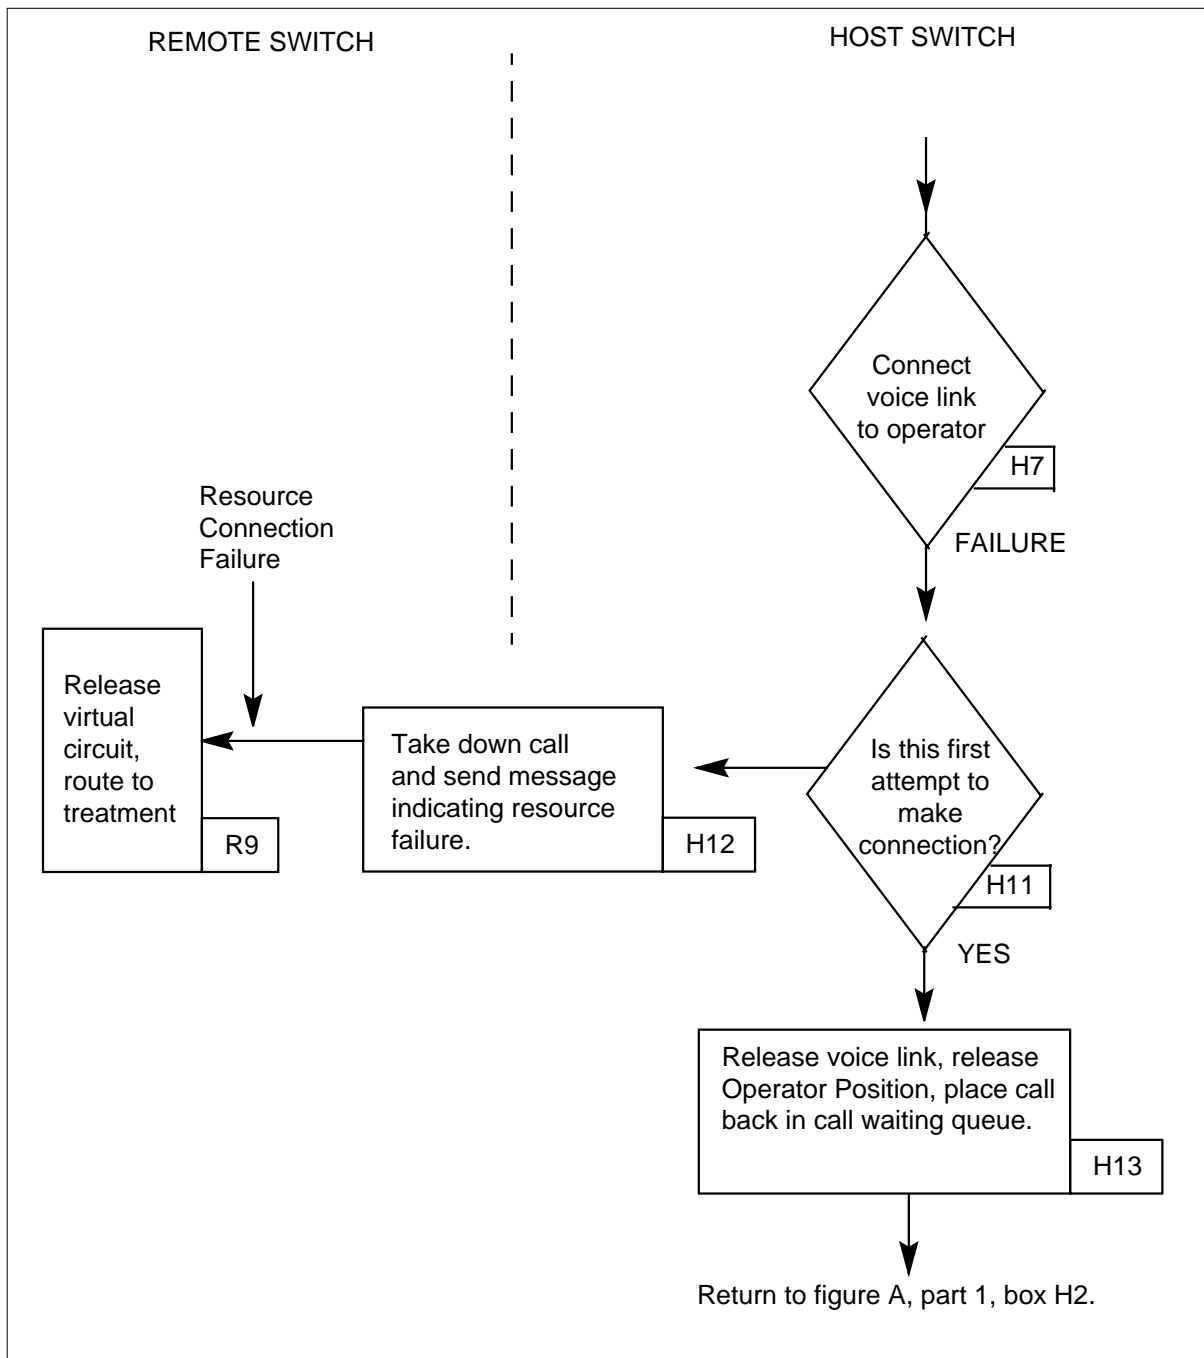 REMOTE SWITCH
HOST SWITCH
Connect
voice link
to operator
H7
FAILURE
Resource
Connection
Failure
Release
virtual
circuit,
route to
treatment
R9
Take down call
and send message
indicating resource
failure.
H12
Is this first
attempt to
make
connection?
H11
YES
Release voice link, release
Operator Position, place call
back in call waiting queue.
H13
Return to figure A, part 1, box H2.